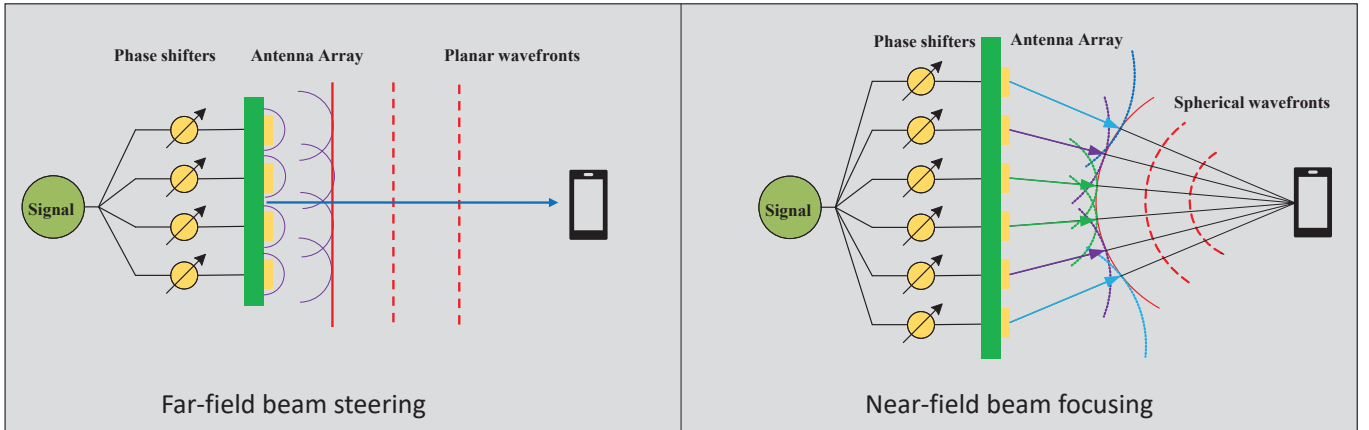 Phase shifters
Antenna Array
Planar wavefronts
Signal
Far-field beam steering
Phase shifters
Antenna Array
Spherical wavefronts
Signal
Near-field beam focusing